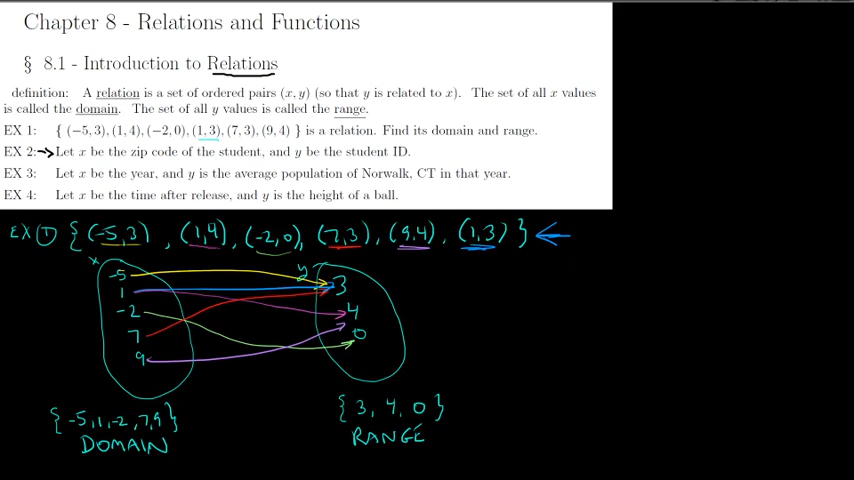 Chapter 8 - Relations and Functions
§ 8.1 - Introduction to Relations
definition: A relation is a set of ordered pairs (x, y) (so that y is related to x). The set of all x values
is called the domain. The set of all y values is called the range.
EX 1: { (−5, 3), (1, 4), (−2, 0), (1, 3), (7, 3), (9, 4) } is a relation. Find its domain and range.
EX 2: Let x be the zip code of the student, and y be the student ID.
EX 3: Let x be the year, and y is the average population of Norwalk, CT in that year.
EX 4: Let x be the time after release, and y is the height of a ball.
EX ① { (-5,3), (1,4), (-2,0), (7,3), (9,4), (1,3) }
x y
-5 3
1
-2 4
7 0
9
{-5,1,-2,7,9} {3, 4, 0}
DOMAIN RANGE